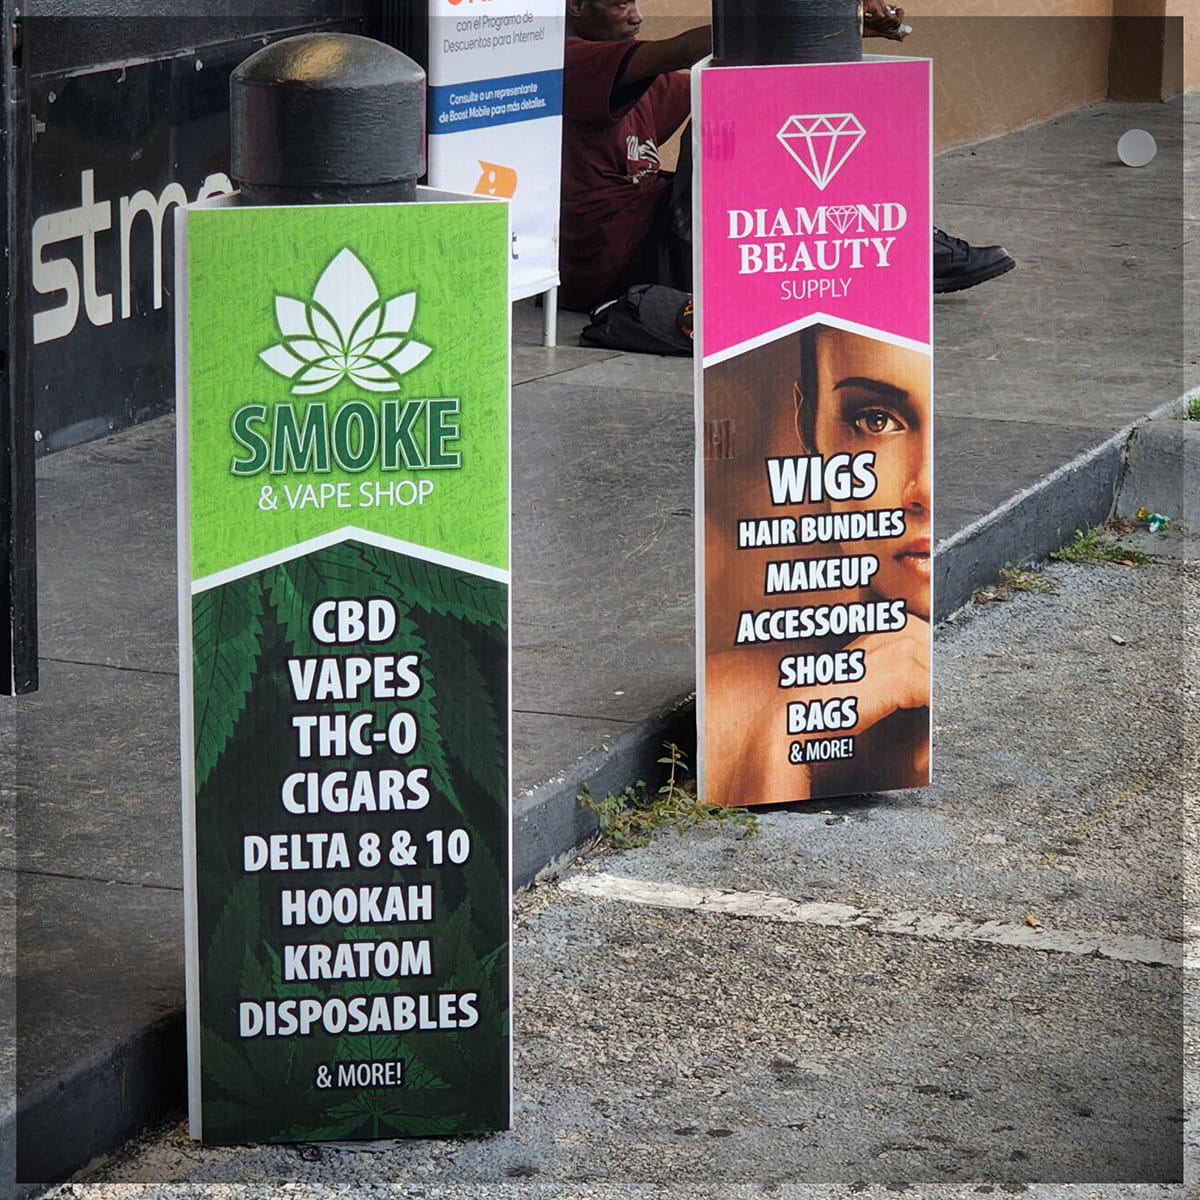 con el Programa de
Descuentos para Internet!
Consulte a un representante
de Boost Mobile para más detalles.
stm
SMOKE
& VAPE SHOP
CBD
VAPES
THC-O
CIGARS
DELTA 8 & 10
HOOKAH
KRATOM
DISPOSABLES
& MORE!
DIAMOND
BEAUTY
SUPPLY
WIGS
HAIR BUNDLES
MAKEUP
ACCESSORIES
SHOES
BAGS
& MORE!